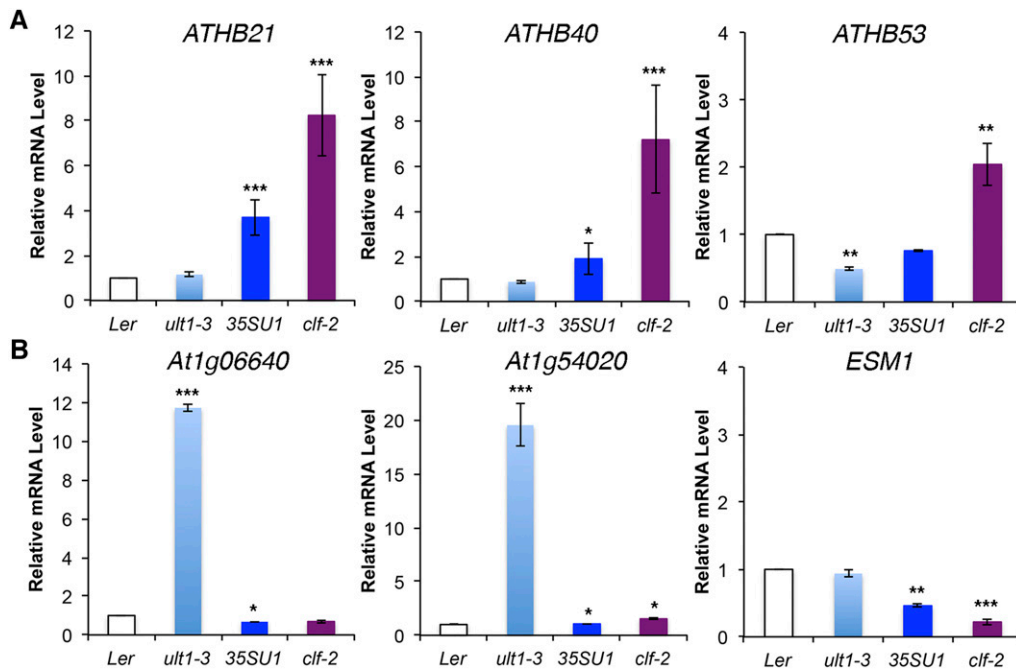 A
ATHB21
ATHB40
ATHB53
Relative mRNA Level
12
10
8
6
4
2
0
***
***
Ler ult1-3 35SU1 clf-2
Relative mRNA Level
12
10
8
6
4
2
0
*
***
Ler ult1-3 35SU1 clf-2
Relative mRNA Level
4
3
2
1
0
**
**
Ler ult1-3 35SU1 clf-2
B
At1g06640
At1g54020
ESM1
Relative mRNA Level
14
12
10
8
6
4
2
0
***
*
Ler ult1-3 35SU1 clf-2
Relative mRNA Level
25
20
15
10
5
0
***
*
*
Ler ult1-3 35SU1 clf-2
Relative mRNA Level
4
3
2
1
0
**
***
Ler ult1-3 35SU1 clf-2